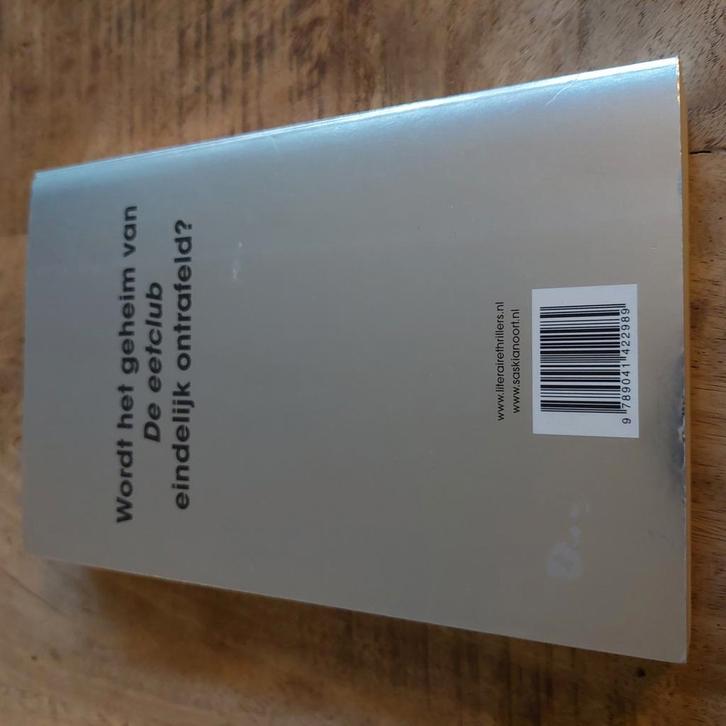 Wordt het geheim van
De eetclub
eindelijk ontrafeld?
www.literairethrillers.nl
www.saskianoort.nl
9 789041 422989